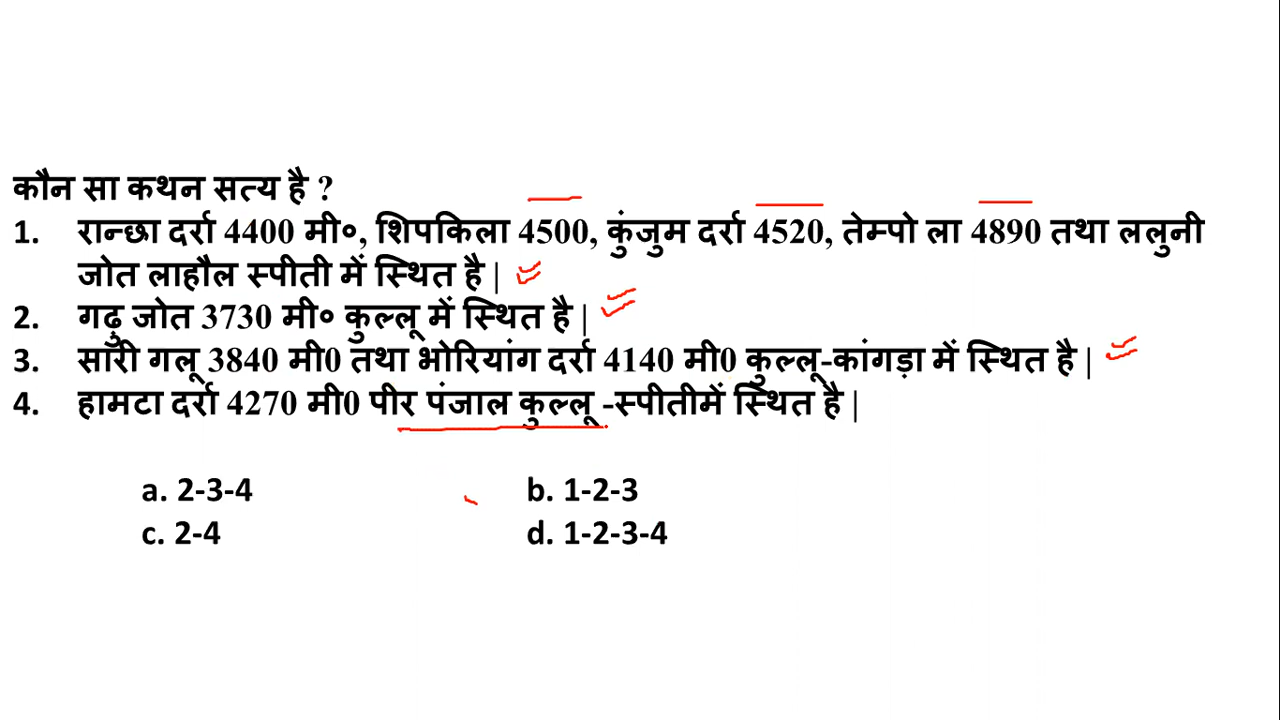 कौन सा कथन सत्य है ?
1. रान्छा दर्रा 4400 मी०, शिपकिला 4500, कुंजुम दर्रा 4520, तेम्पो ला 4890 तथा ललुनी
जोत लाहौल स्पीती में स्थित है |
2. गढ़ु जोत 3730 मी० कुल्लू में स्थित है |
3. सारी गलू 3840 मी0 तथा भोरियांग दर्रा 4140 मी0 कुल्लू-कांगड़ा में स्थित है |
4. हामटा दर्रा 4270 मी0 पीर पंजाल कुल्लू -स्पीतीमें स्थित है |
a. 2-3-4 b. 1-2-3
c. 2-4 d. 1-2-3-4